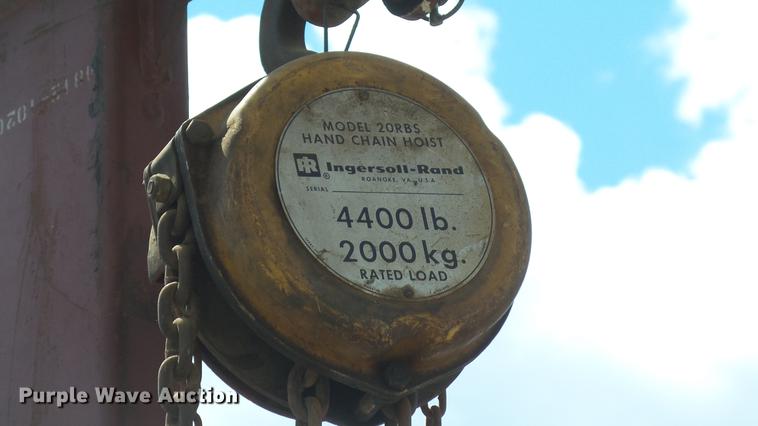 MODEL 20RBS
HAND CHAIN HOIST
IR® Ingersoll-Rand
ROANOKE, VA., U.S.A.
SERIAL
4400 lb.
2000 kg.
RATED LOAD
Purple Wave Auction®